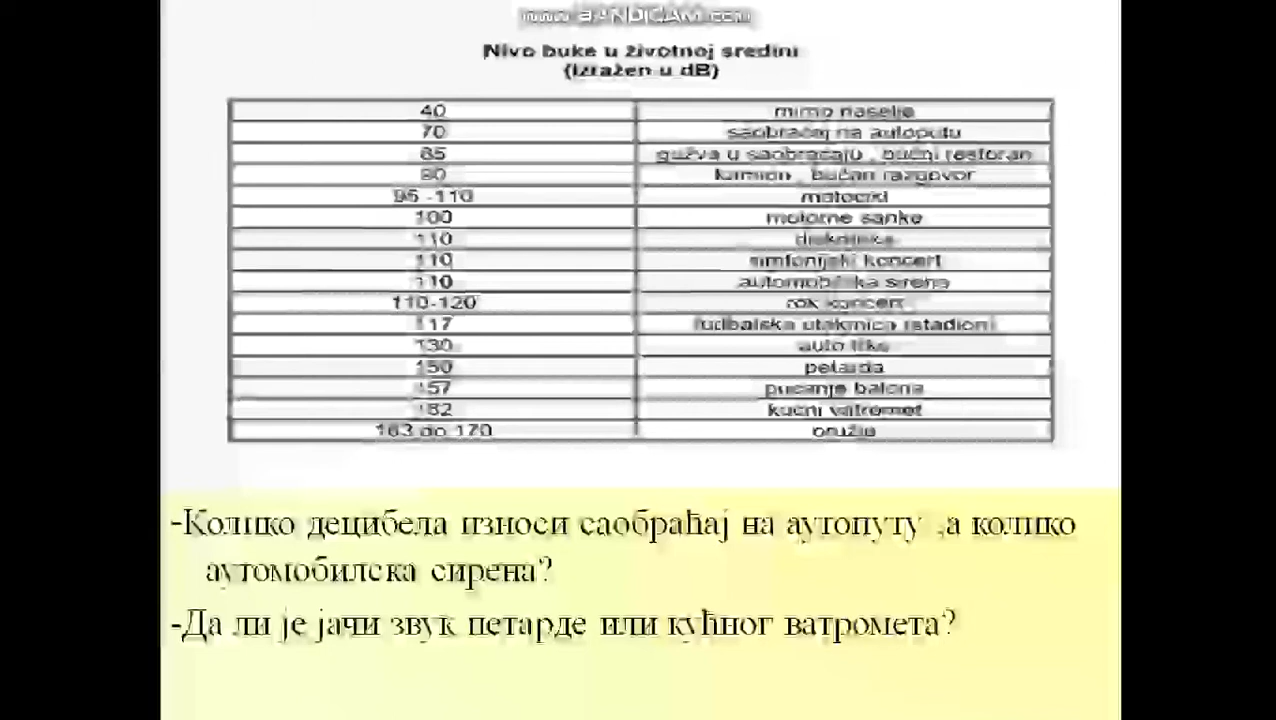 www.BANDICAM.com
Nivo buke u životnoj sredini
(Izražen u dB)
40 mimo naselje
70 saobraćaj na autoputu
85 gužva u saobraćaju , bučni restoran
90 kamion , bučan razgovor
95 -110 motocikl
100 motorne sanke
110 diskoteka
110 simfonijski koncert
110 automobilska sirena
110-120 rok koncert
117 fudbalska utakmica (stadion)
130 auto trke
150 petarda
157 pucanje balona
162 kućni vatromet
163 do 170 oružje
-Колико децибела износи саобраћај на аутопуту ,а колико
аутомобилска сирена?
-Да ли је јачи звук петарде или кућног ватромета?